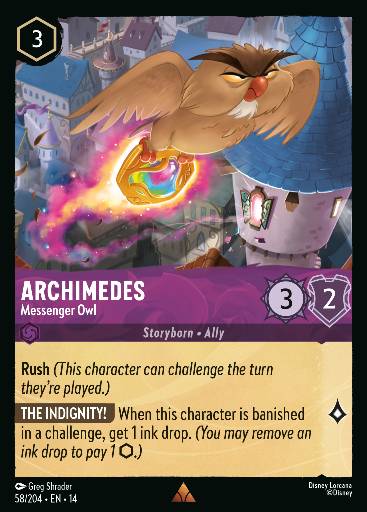 3
ARCHIMEDES
Messenger Owl
3
2
Storyborn • Ally
Rush (This character can challenge the turn
they're played.)
THE INDIGNITY! When this character is banished
in a challenge, get 1 ink drop. (You may remove an
ink drop to pay 1 ⬡.)
Greg Shrader
58/204 • EN • 14
Disney Lorcana
©Disney